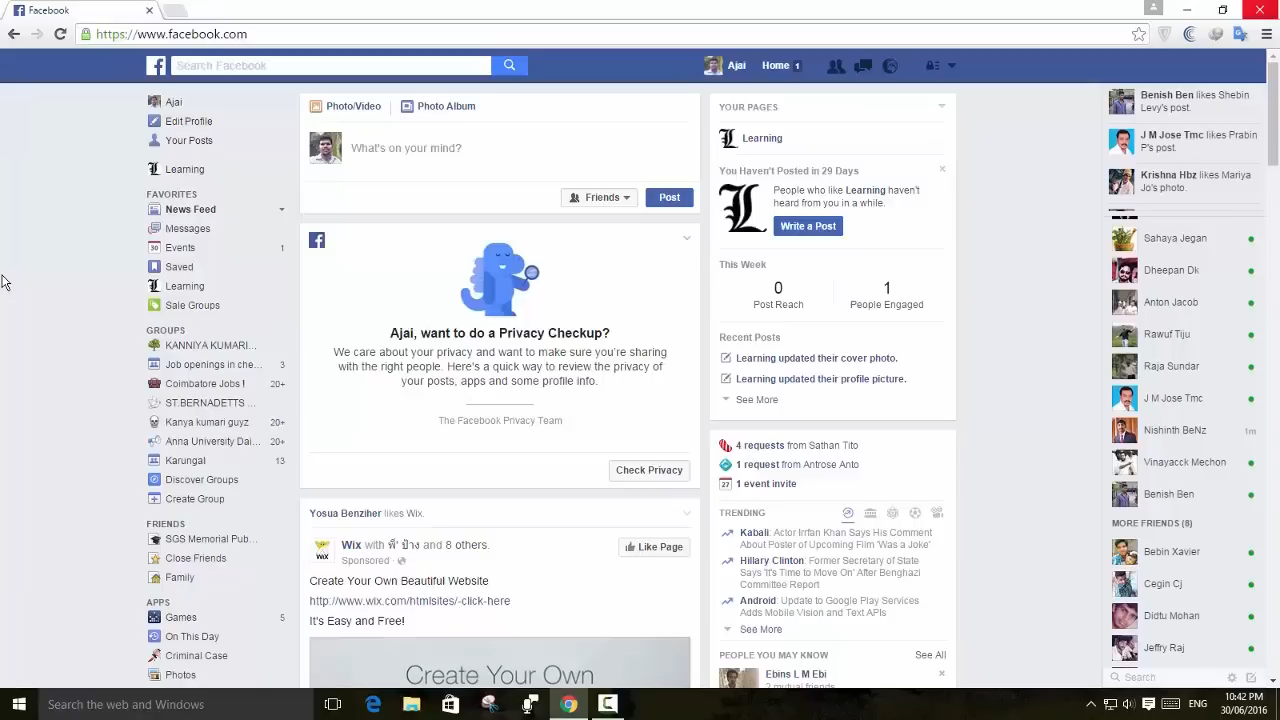 Facebook
https://www.facebook.com
Search Facebook
Ajai
Home 1
Ajai
Edit Profile
Your Posts
Learning
FAVORITES
News Feed
Messages
Events 1
Saved
Learning
Sale Groups
GROUPS
KANNIYA KUMARI...
Job openings in che... 3
Coimbatore Jobs ! 20+
ST.BERNADETTS ...
Kanya kumari guyz 20+
Anna University Dai... 20+
Karungal 13
Discover Groups
Create Group
FRIENDS
SGS Memorial Pub...
Close Friends
Family
APPS
Games 5
On This Day
Criminal Case
Photos
Photo/Video
Photo Album
What's on your mind?
Friends
Post
Ajai, want to do a Privacy Checkup?
We care about your privacy and want to make sure you're sharing
with the right people. Here's a quick way to review the privacy of
your posts, apps and some profile info.
The Facebook Privacy Team
Check Privacy
Yosua Benziher likes Wix.
WiX
Wix with พี่' ป้าง and 8 others.
Sponsored ·
Like Page
Create Your Own Beautiful Website
http://www.wix.com/htmlsites/-click-here
It's Easy and Free!
Create Your Own
YOUR PAGES
Learning
You Haven't Posted in 29 Days
People who like Learning haven't
heard from you in a while.
Write a Post
This Week
0
Post Reach
1
People Engaged
Recent Posts
Learning updated their cover photo.
Learning updated their profile picture.
See More
4 requests from Sathan Tito
1 request from Antrose Anto
27
1 event invite
TRENDING
Kabali: Actor Irrfan Khan Says His Comment
About Poster of Upcoming Film 'Was a Joke'
Hillary Clinton: Former Secretary of State
Says 'It's Time to Move On' After Benghazi
Committee Report
Android: Update to Google Play Services
Adds Mobile Vision and Text APIs
See More
PEOPLE YOU MAY KNOW
See All
Ebins L M Ebi
2 mutual friends
Benish Ben likes Shebin
Levy's post.
J M Jose Tmc likes Prabin
P's post.
Krishna Hbz likes Mariya
Jo's photo.
Sahaya Jegan
Dheepan Dk
Anton Jacob
Rawuf Tiju
Raja Sundar
J M Jose Tmc
Nishinth BeNz 1m
Vinayacck Mechon
Benish Ben
MORE FRIENDS (8)
Bebin Xavier
Cegin Cj
Didtu Mohan
Jeffry Raj
Search
Search the web and Windows
ENG
10:42 PM
30/06/2016